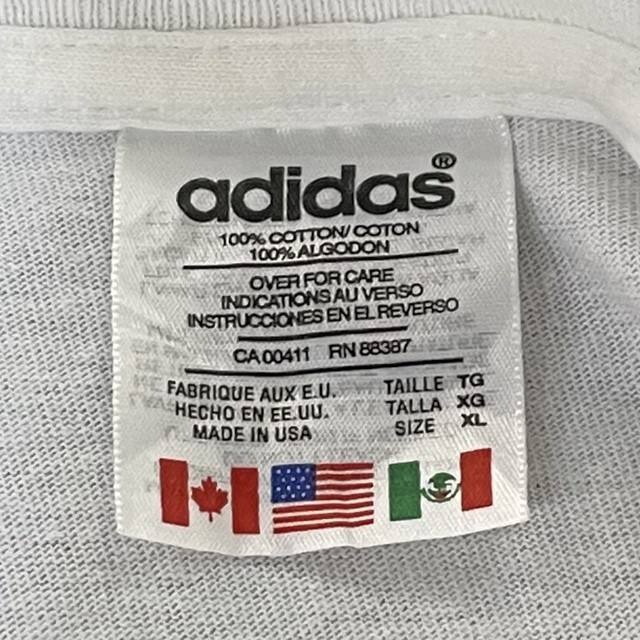 adidas®
100% COTTON/ COTON
100% ALGODON
OVER FOR CARE
INDICATIONS AU VERSO
INSTRUCCIONES EN EL REVERSO
CA 00411 RN 88387
FABRIQUE AUX E.U. TAILLE TG
HECHO EN EE.UU. TALLA XG
MADE IN USA SIZE XL